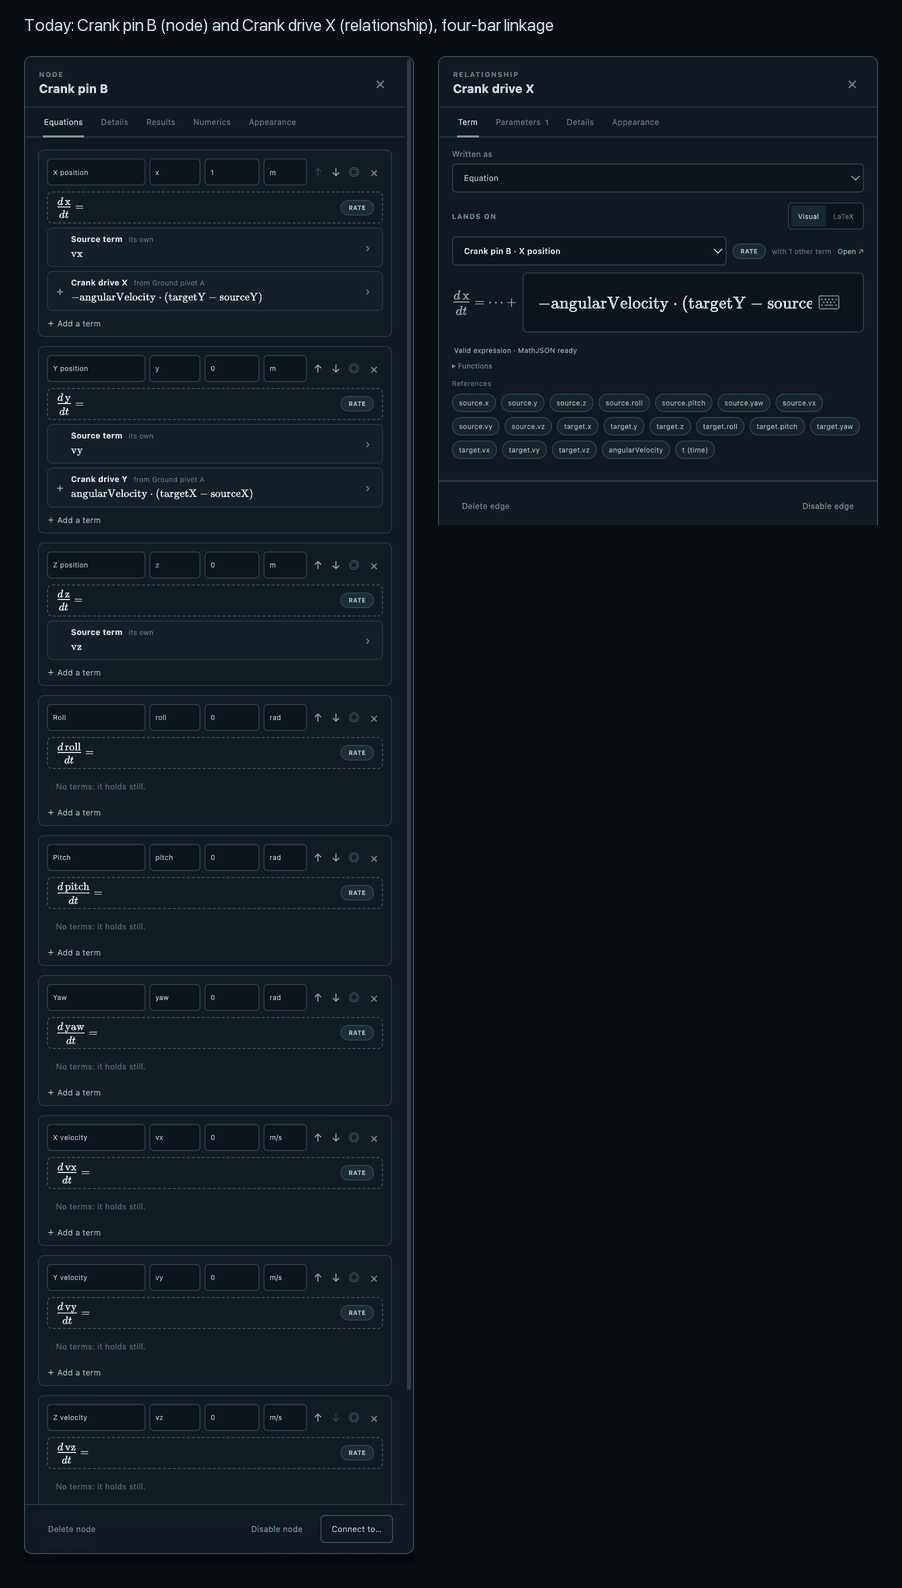 Today: Crank pin B (node) and Crank drive X (relationship), four-bar linkage
NODE
Crank pin B
Equations Details Results Numerics Appearance
X position x 1 m
dx/dt = RATE
Source term its own
vx
+ Crank drive X from Ground pivot A
−angularVelocity · (targetY − sourceY)
+ Add a term
Y position y 0 m
dy/dt = RATE
Source term its own
vy
+ Crank drive Y from Ground pivot A
angularVelocity · (targetX − sourceX)
+ Add a term
Z position z 0 m
dz/dt = RATE
Source term its own
vz
+ Add a term
Roll roll 0 rad
d roll/dt = RATE
No terms: it holds still.
+ Add a term
Pitch pitch 0 rad
d pitch/dt = RATE
No terms: it holds still.
+ Add a term
Yaw yaw 0 rad
d yaw/dt = RATE
No terms: it holds still.
+ Add a term
X velocity vx 0 m/s
d vx/dt = RATE
No terms: it holds still.
+ Add a term
Y velocity vy 0 m/s
d vy/dt = RATE
No terms: it holds still.
+ Add a term
Z velocity vz 0 m/s
d vz/dt = RATE
No terms: it holds still.
Delete node Disable node Connect to...
RELATIONSHIP
Crank drive X
Term Parameters 1 Details Appearance
Written as
Equation
LANDS ON Visual LaTeX
Crank pin B · X position RATE with 1 other term Open ↗
dx/dt = · · · + −angularVelocity · (targetY − source
Valid expression · MathJSON ready
▸ Functions
References
source.x source.y source.z source.roll source.pitch source.yaw source.vx
source.vy source.vz target.x target.y target.z target.roll target.pitch target.yaw
target.vx target.vy target.vz angularVelocity t (time)
Delete edge Disable edge